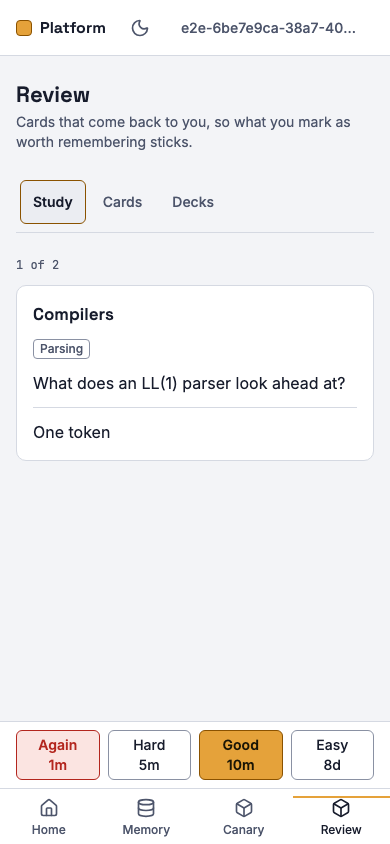 Platform
e2e-6be7e9ca-38a7-40...
Review
Cards that come back to you, so what you mark as
worth remembering sticks.
Study
Cards
Decks
1 of 2
Compilers
Parsing
What does an LL(1) parser look ahead at?
One token
Again
1m
Hard
5m
Good
10m
Easy
8d
Home
Memory
Canary
Review